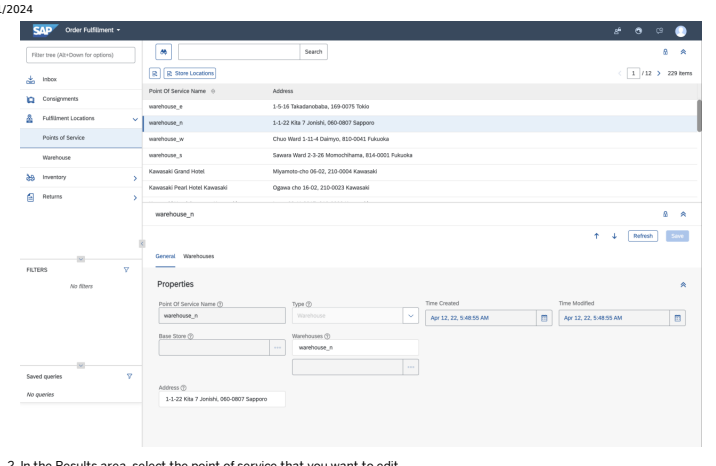 1/2024
SAP Order Fulfillment
Filter tree (Alt+Down for options)
Search
Inbox
Store Locations
1 / 12 > 229 items
Consignments
Point Of Service Name Address
warehouse_e 1-5-16 Takadanobaba, 169-0075 Tokio
Fulfillment Locations
warehouse_n 1-1-22 Kita 7 Jonishi, 060-0807 Sapporo
Points of Service
warehouse_w Chuo Ward 1-11-4 Daimyo, 810-0041 Fukuoka
Warehouse
warehouse_s Sawara Ward 2-3-26 Momochihama, 814-0001 Fukuoka
Inventory
Kawasaki Grand Hotel Miyamoto-cho 06-02, 210-0004 Kawasaki
Returns
Kawasaki Pearl Hotel Kawasaki Ogawa cho 16-02, 210-0023 Kawasaki
warehouse_n
Refresh Save
General Warehouses
FILTERS
No filters
Properties
Point Of Service Name Type Time Created Time Modified
warehouse_n Warehouse Apr 12, 22, 5:48:55 AM Apr 12, 22, 5:48:55 AM
Base Store Warehouses
warehouse_n
Saved queries
No queries
Address
1-1-22 Kita 7 Jonishi, 060-0807 Sapporo
2. In the Results area, select the point of service that you want to edit.